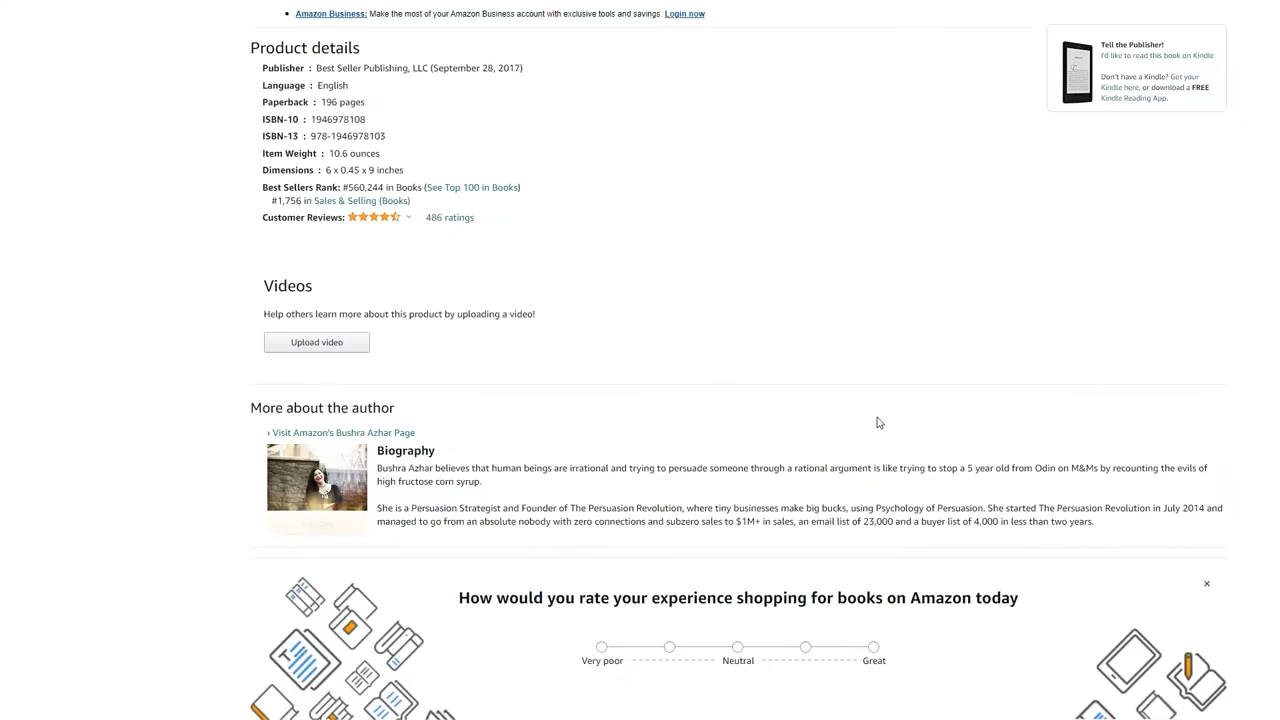 Amazon Business: Make the most of your Amazon Business account with exclusive tools and savings. Login now
Product details
Publisher : Best Seller Publishing, LLC (September 28, 2017)
Language : English
Paperback : 196 pages
ISBN-10 : 1946978108
ISBN-13 : 978-1946978103
Item Weight : 10.6 ounces
Dimensions : 6 x 0.45 x 9 inches
Best Sellers Rank: #560,244 in Books (See Top 100 in Books)
#1,756 in Sales & Selling (Books)
Customer Reviews: 486 ratings
Tell the Publisher!
I'd like to read this book on Kindle
Don't have a Kindle? Get your
Kindle here, or download a FREE
Kindle Reading App.
Videos
Help others learn more about this product by uploading a video!
Upload video
More about the author
› Visit Amazon's Bushra Azhar Page
Biography
Bushra Azhar believes that human beings are irrational and trying to persuade someone through a rational argument is like trying to stop a 5 year old from Odin on M&Ms by recounting the evils of
high fructose corn syrup.
She is a Persuasion Strategist and Founder of The Persuasion Revolution, where tiny businesses make big bucks, using Psychology of Persuasion. She started The Persuasion Revolution in July 2014 and
managed to go from an absolute nobody with zero connections and subzero sales to $1M+ in sales, an email list of 23,000 and a buyer list of 4,000 in less than two years.
How would you rate your experience shopping for books on Amazon today
Very poor Neutral Great